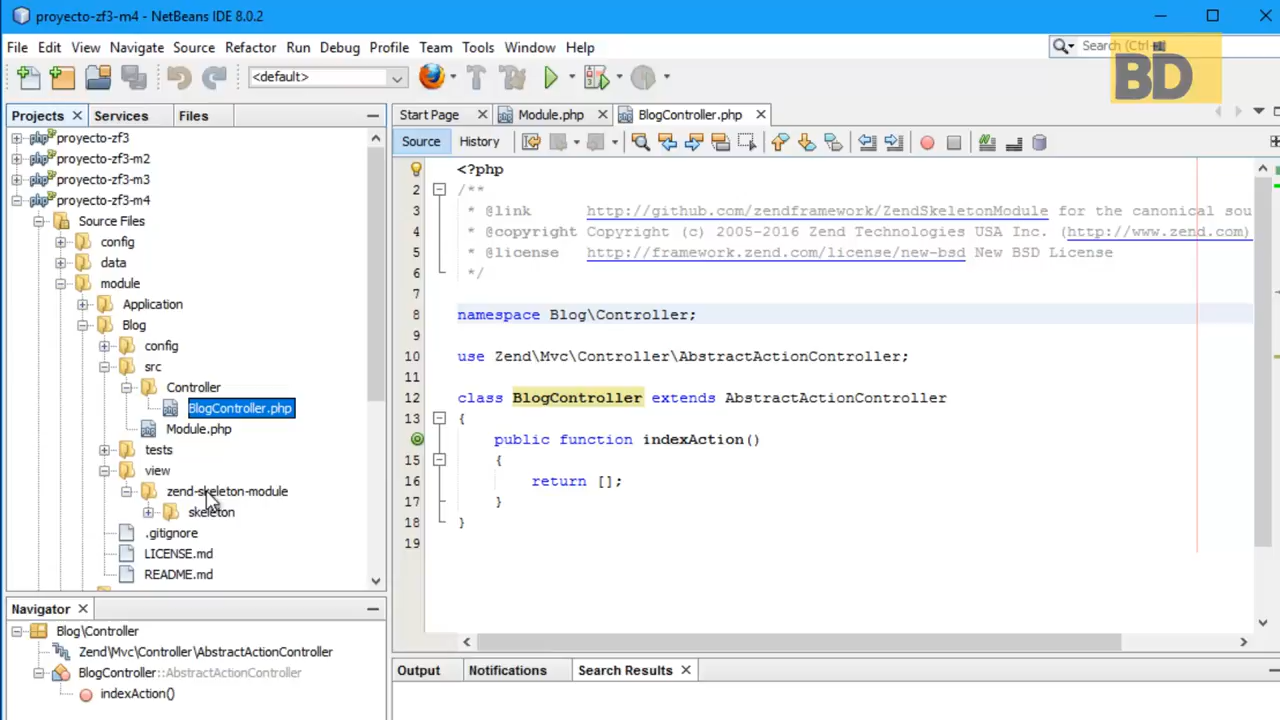 proyecto-zf3-m4 - NetBeans IDE 8.0.2
File Edit View Navigate Source Refactor Run Debug Profile Team Tools Window Help
Search (Ctrl+
BD
<default>
Projects Services Files
Start Page Module.php BlogController.php
Source History
proyecto-zf3
proyecto-zf3-m2
proyecto-zf3-m3
proyecto-zf3-m4
Source Files
config
data
module
Application
Blog
config
src
Controller
BlogController.php
Module.php
tests
view
zend-skeleton-module
skeleton
.gitignore
LICENSE.md
README.md
<?php
2 /**
3 * @link http://github.com/zendframework/ZendSkeletonModule for the canonical sou
4 * @copyright Copyright (c) 2005-2016 Zend Technologies USA Inc. (http://www.zend.com)
5 * @license http://framework.zend.com/license/new-bsd New BSD License
6 */
7
8 namespace Blog\Controller;
9
10 use Zend\Mvc\Controller\AbstractActionController;
11
12 class BlogController extends AbstractActionController
13 {
public function indexAction()
15 {
16 return [];
17 }
18 }
19
Navigator
Blog\Controller
Zend\Mvc\Controller\AbstractActionController
BlogController::AbstractActionController
indexAction()
Output Notifications Search Results